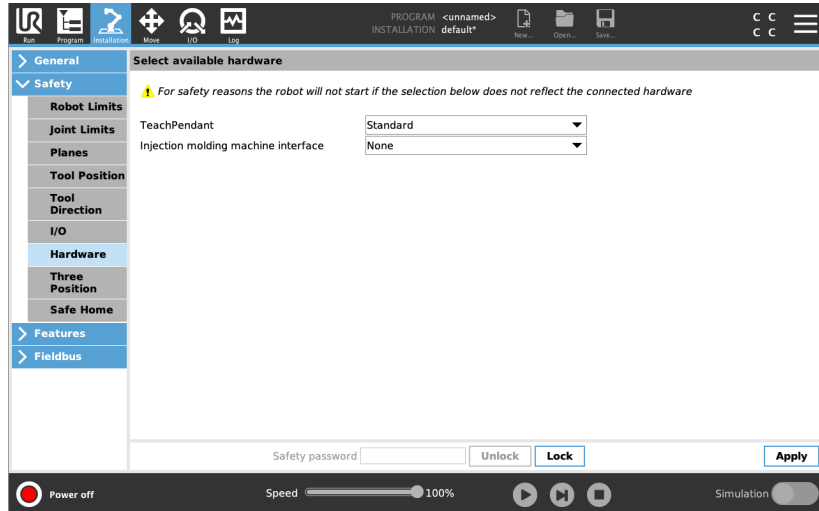 UR
PROGRAM <unnamed>
INSTALLATION default*
C C
C C
Run Program Installation Move I/O Log New... Open... Save...
General
Select available hardware
Safety
For safety reasons the robot will not start if the selection below does not reflect the connected hardware
Robot Limits
TeachPendant Standard
Joint Limits
Injection molding machine interface None
Planes
Tool Position
Tool
Direction
I/O
Hardware
Three
Position
Safe Home
Features
Fieldbus
Safety password Unlock Lock Apply
Power off Speed 100% Simulation